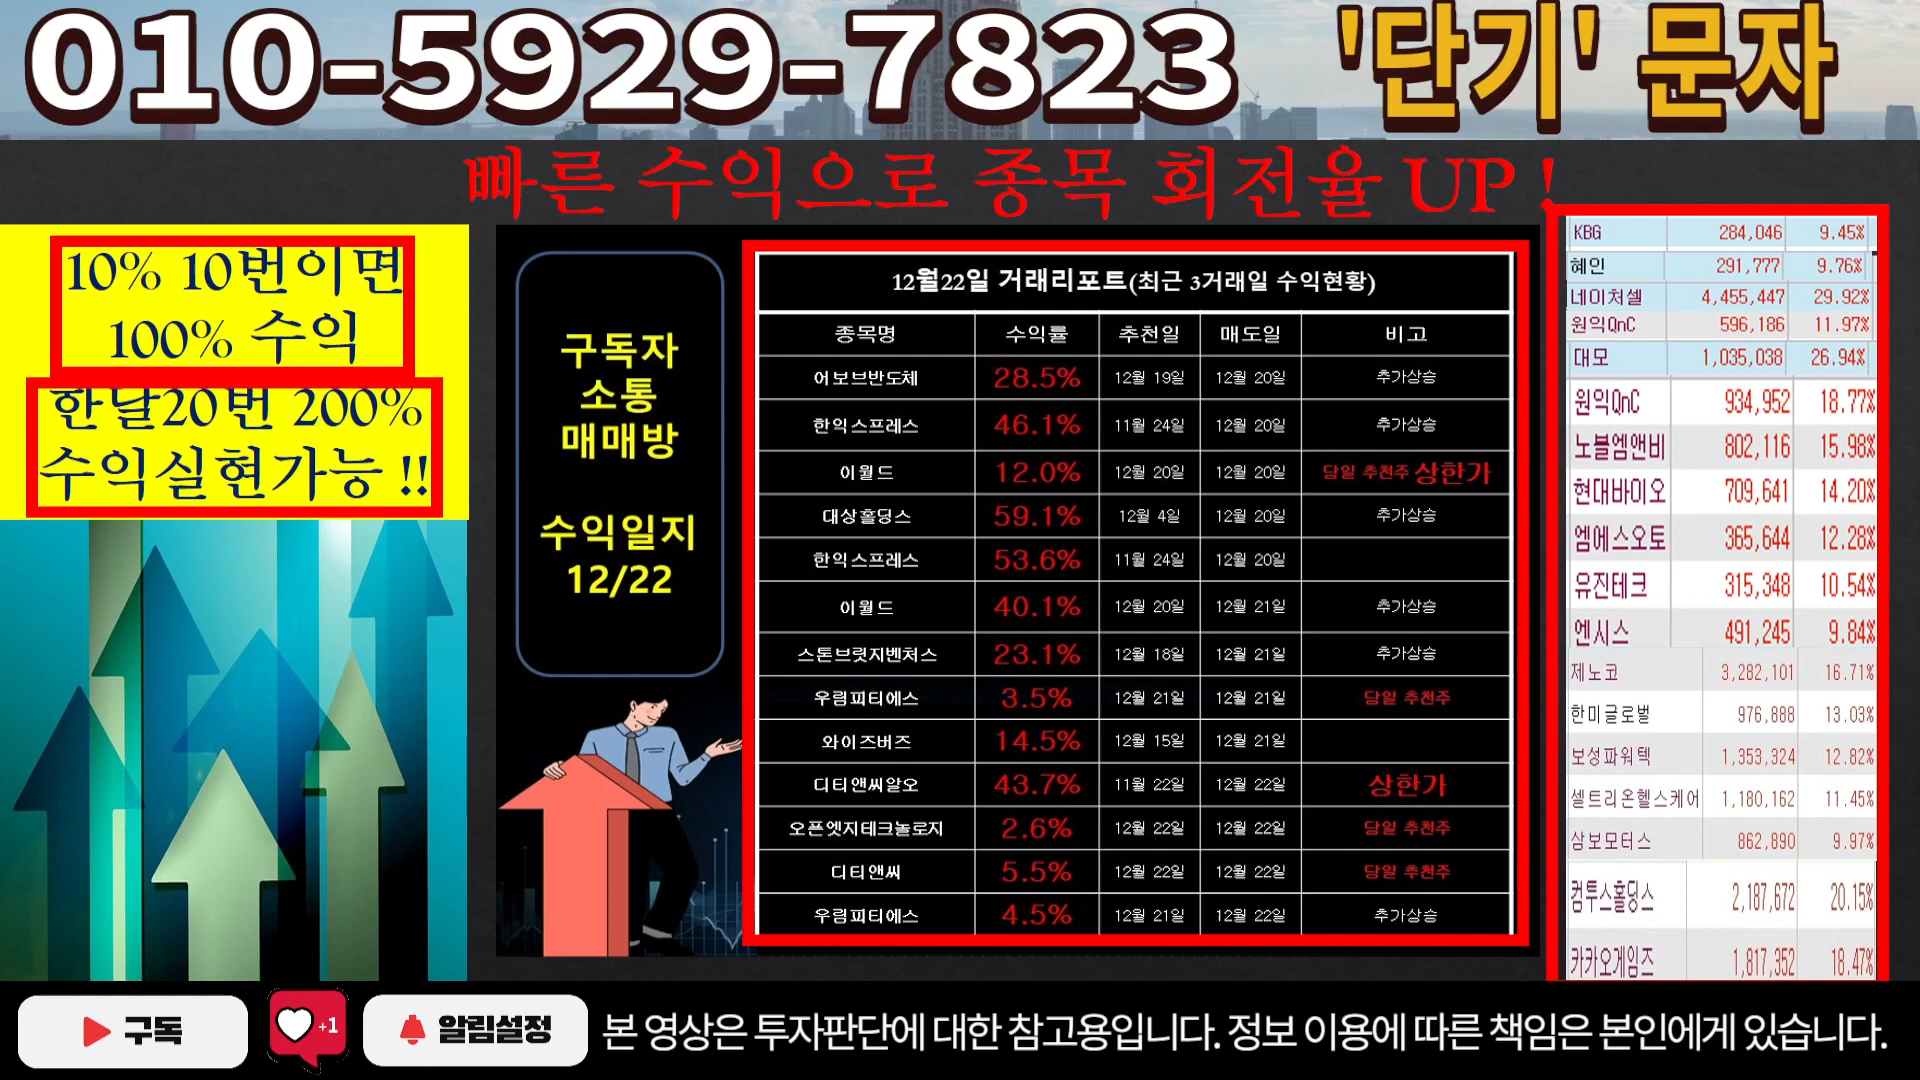 010-5929-7823 '단기' 문자
빠른 수익으로 종목 회전율 UP !
10% 10번이면
100% 수익
한달20번 200%
수익실현가능 !!
구독자
소통
매매방
수익일지
12/22
12월22일 거래리포트(최근 3거래일 수익현황)
종목명 수익률 추천일 매도일 비고
어보브반도체 28.5% 12월 19일 12월 20일 추가상승
한익스프레스 46.1% 11월 24일 12월 20일 추가상승
이월드 12.0% 12월 20일 12월 20일 당일 추천주 상한가
대상홀딩스 59.1% 12월 4일 12월 20일 추가상승
한익스프레스 53.6% 11월 24일 12월 20일
이월드 40.1% 12월 20일 12월 21일 추가상승
스톤브릿지벤처스 23.1% 12월 18일 12월 21일 추가상승
우림피티에스 3.5% 12월 21일 12월 21일 당일 추천주
와이즈버즈 14.5% 12월 15일 12월 21일
디티앤씨알오 43.7% 11월 22일 12월 22일 상한가
오픈엣지테크놀로지 2.6% 12월 22일 12월 22일 당일 추천주
디티앤씨 5.5% 12월 22일 12월 22일 당일 추천주
우림피티에스 4.5% 12월 21일 12월 22일 추가상승
KBG 284,046 9.45%
혜인 291,777 9.76%
네이처셀 4,455,447 29.92%
원익QnC 596,186 11.97%
대모 1,035,038 26.94%
원익QnC 934,952 18.77%
노블엠앤비 802,116 15.98%
현대바이오 709,641 14.20%
엠에스오토 365,644 12.28%
유진테크 315,348 10.54%
엔시스 491,245 9.84%
제노코 3,282,101 16.71%
한미글로벌 976,888 13.03%
보성파워텍 1,353,324 12.82%
셀트리온헬스케어 1,180,162 11.45%
상보모터스 862,890 9.97%
컴투스홀딩스 2,187,672 20.15%
카카오게임즈 1,817,352 18.47%
구독 +1 알림설정 본 영상은 투자판단에 대한 참고용입니다. 정보 이용에 따른 책임은 본인에게 있습니다.